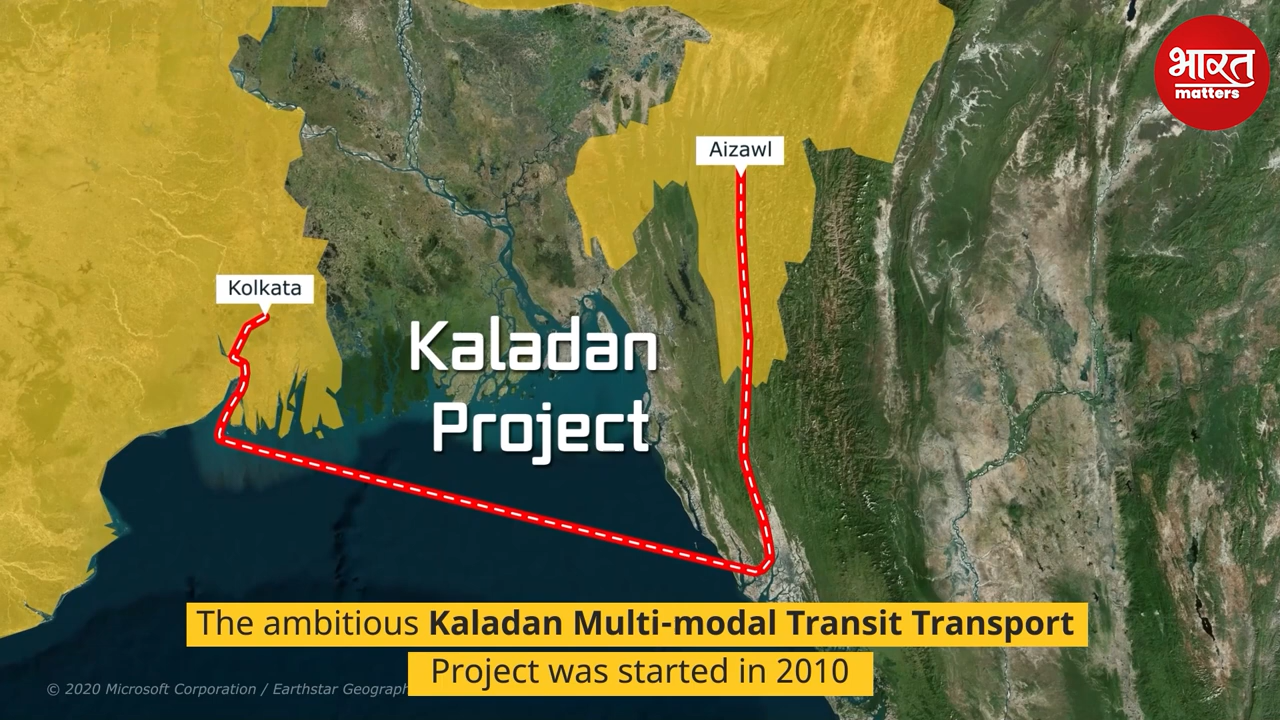 भारत
matters
Aizawl
Kolkata
Kaladan
Project
The ambitious Kaladan Multi-modal Transit Transport
Project was started in 2010
© 2020 Microsoft Corporation / Earthstar Geograph